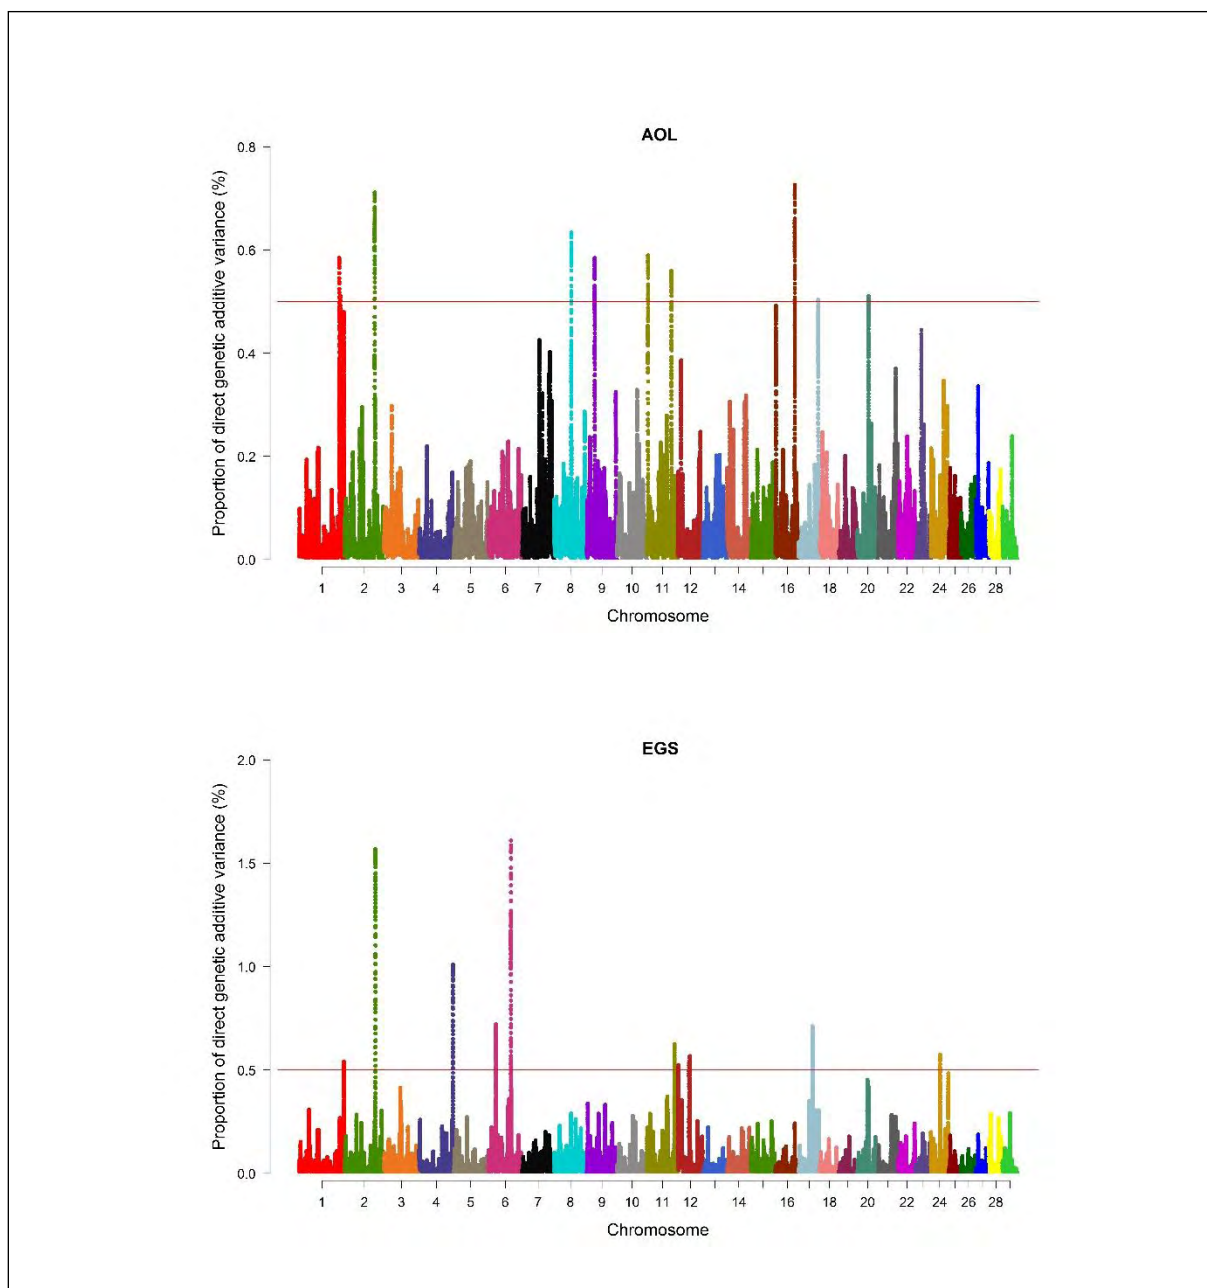 AOL
Proportion of direct genetic additive variance (%)
0.8
0.6
0.4
0.2
0.0
1 2 3 4 5 6 7 8 9 10 11 12 14 16 18 20 22 24 26 28
Chromosome
EGS
Proportion of direct genetic additive variance (%)
2.0
1.5
1.0
0.5
0.0
1 2 3 4 5 6 7 8 9 10 11 12 14 16 18 20 22 24 26 28
Chromosome